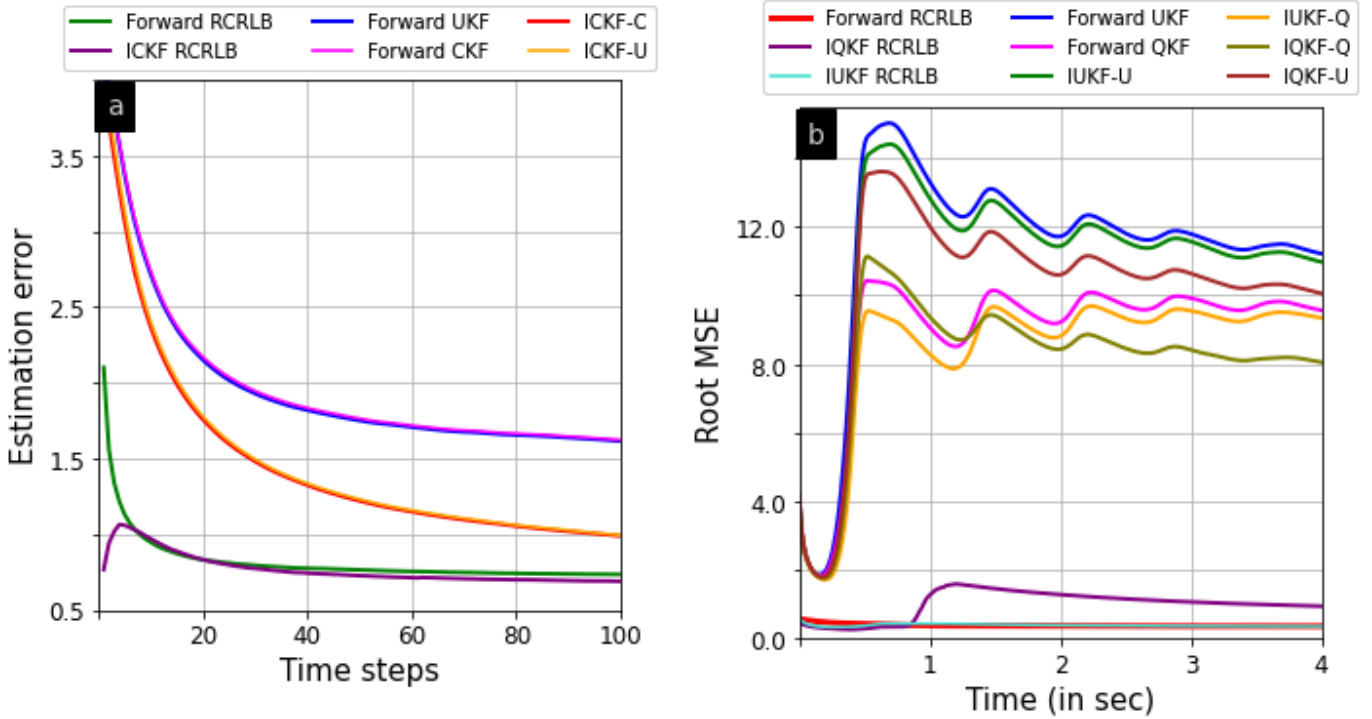 Forward RCRLB Forward UKF ICKF-C
ICKF RCRLB Forward CKF ICKF-U
a
3.5
2.5
1.5
0.5
Estimation error
20 40 60 80 100
Time steps
Forward RCRLB Forward UKF IUKF-Q
IQKF RCRLB Forward QKF IQKF-Q
IUKF RCRLB IUKF-U IQKF-U
b
12.0
8.0
4.0
0.0
Root MSE
1 2 3 4
Time (in sec)